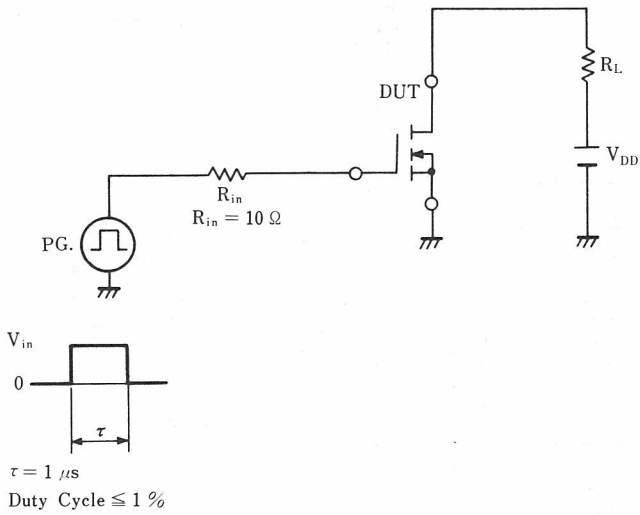 DUT
R_L
V_DD
R_in
R_in = 10 Ω
PG.
V_in
0
τ
τ = 1 μs
Duty Cycle ≦ 1 %